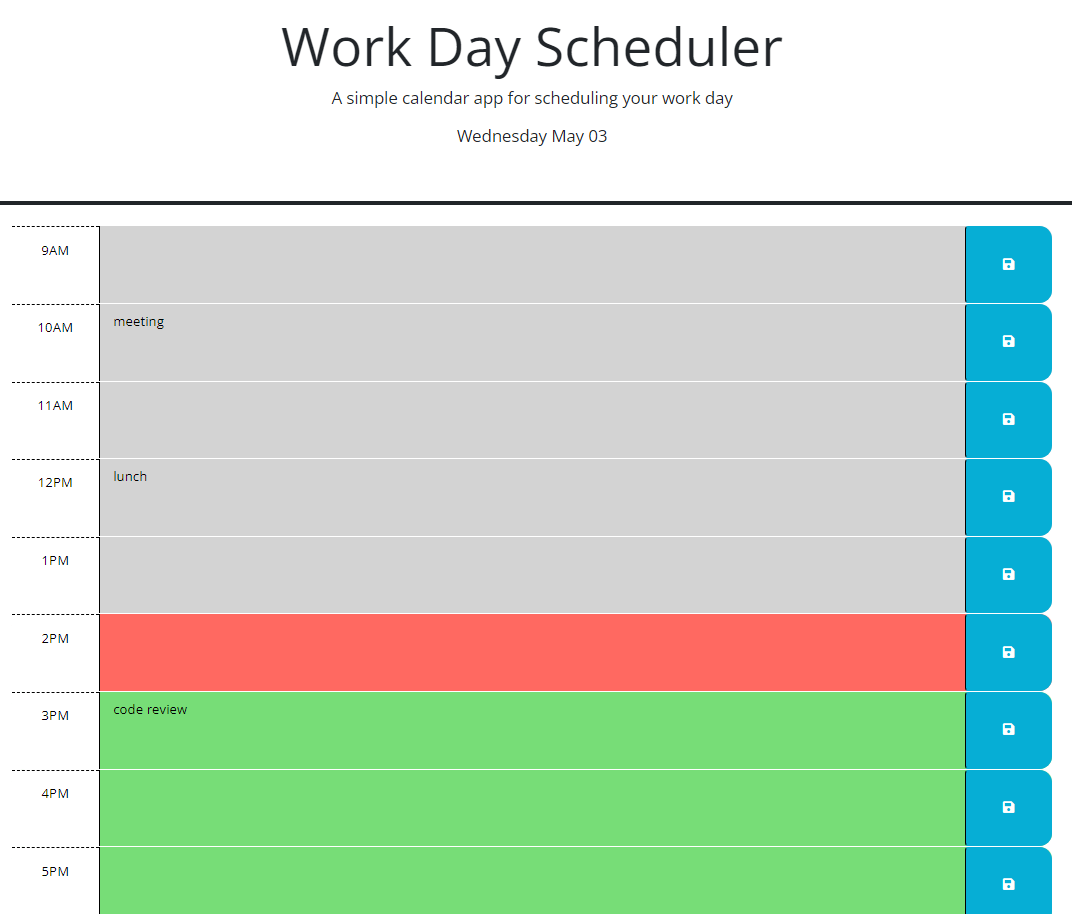 Work Day Scheduler
A simple calendar app for scheduling your work day
Wednesday May 03
9AM
10AM meeting
11AM
12PM lunch
1PM
2PM
3PM code review
4PM
5PM